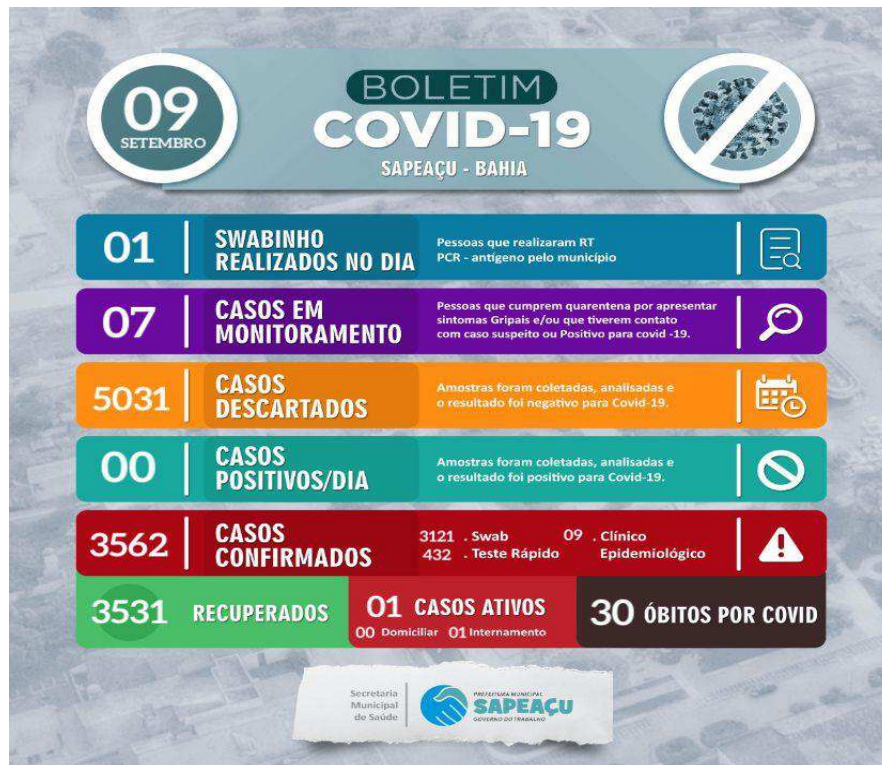 09
SETEMBRO
BOLETIM
COVID-19
SAPEAÇU - BAHIA
01
SWABINHO
REALIZADOS NO DIA
Pessoas que realizaram RT
PCR - antígeno pelo município
07
CASOS EM
MONITORAMENTO
Pessoas que cumprem quarentena por apresentar
sintomas Gripais e/ou que tiverem contato
com caso suspeito ou Positivo para covid -19.
5031
CASOS
DESCARTADOS
Amostras foram coletadas, analisadas e
o resultado foi negativo para Covid-19.
00
CASOS
POSITIVOS/DIA
Amostras foram coletadas, analisadas e
o resultado foi positivo para Covid-19.
3562
CASOS
CONFIRMADOS
3121 . Swab
432 . Teste Rápido
09 . Clínico
Epidemiológico
3531 RECUPERADOS
01 CASOS ATIVOS
00 Domiciliar 01 Internamento
30 ÓBITOS POR COVID
Secretaria
Municipal
de Saúde
PREFEITURA MUNICIPAL
SAPEAÇU
GOVERNO DO TRABALHO